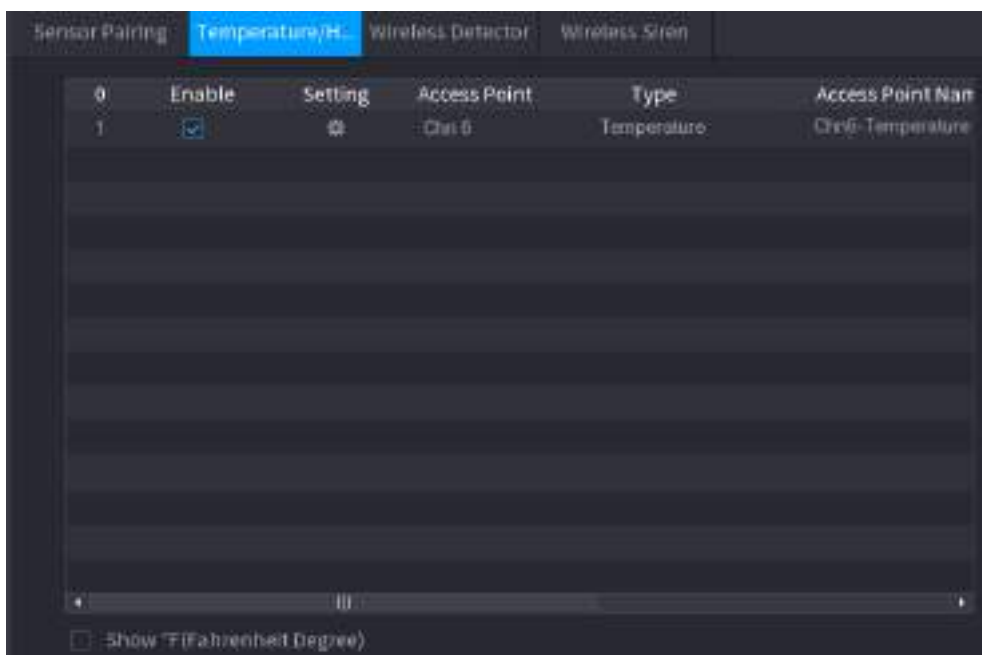 Sensor Pairing Temperature/H... Wireless Detector Wireless Siren
0 Enable Setting Access Point Type Access Point Nam
1 Chn 6 Temperature Chn6-Temperature
Show °F(Fahrenheit Degree)